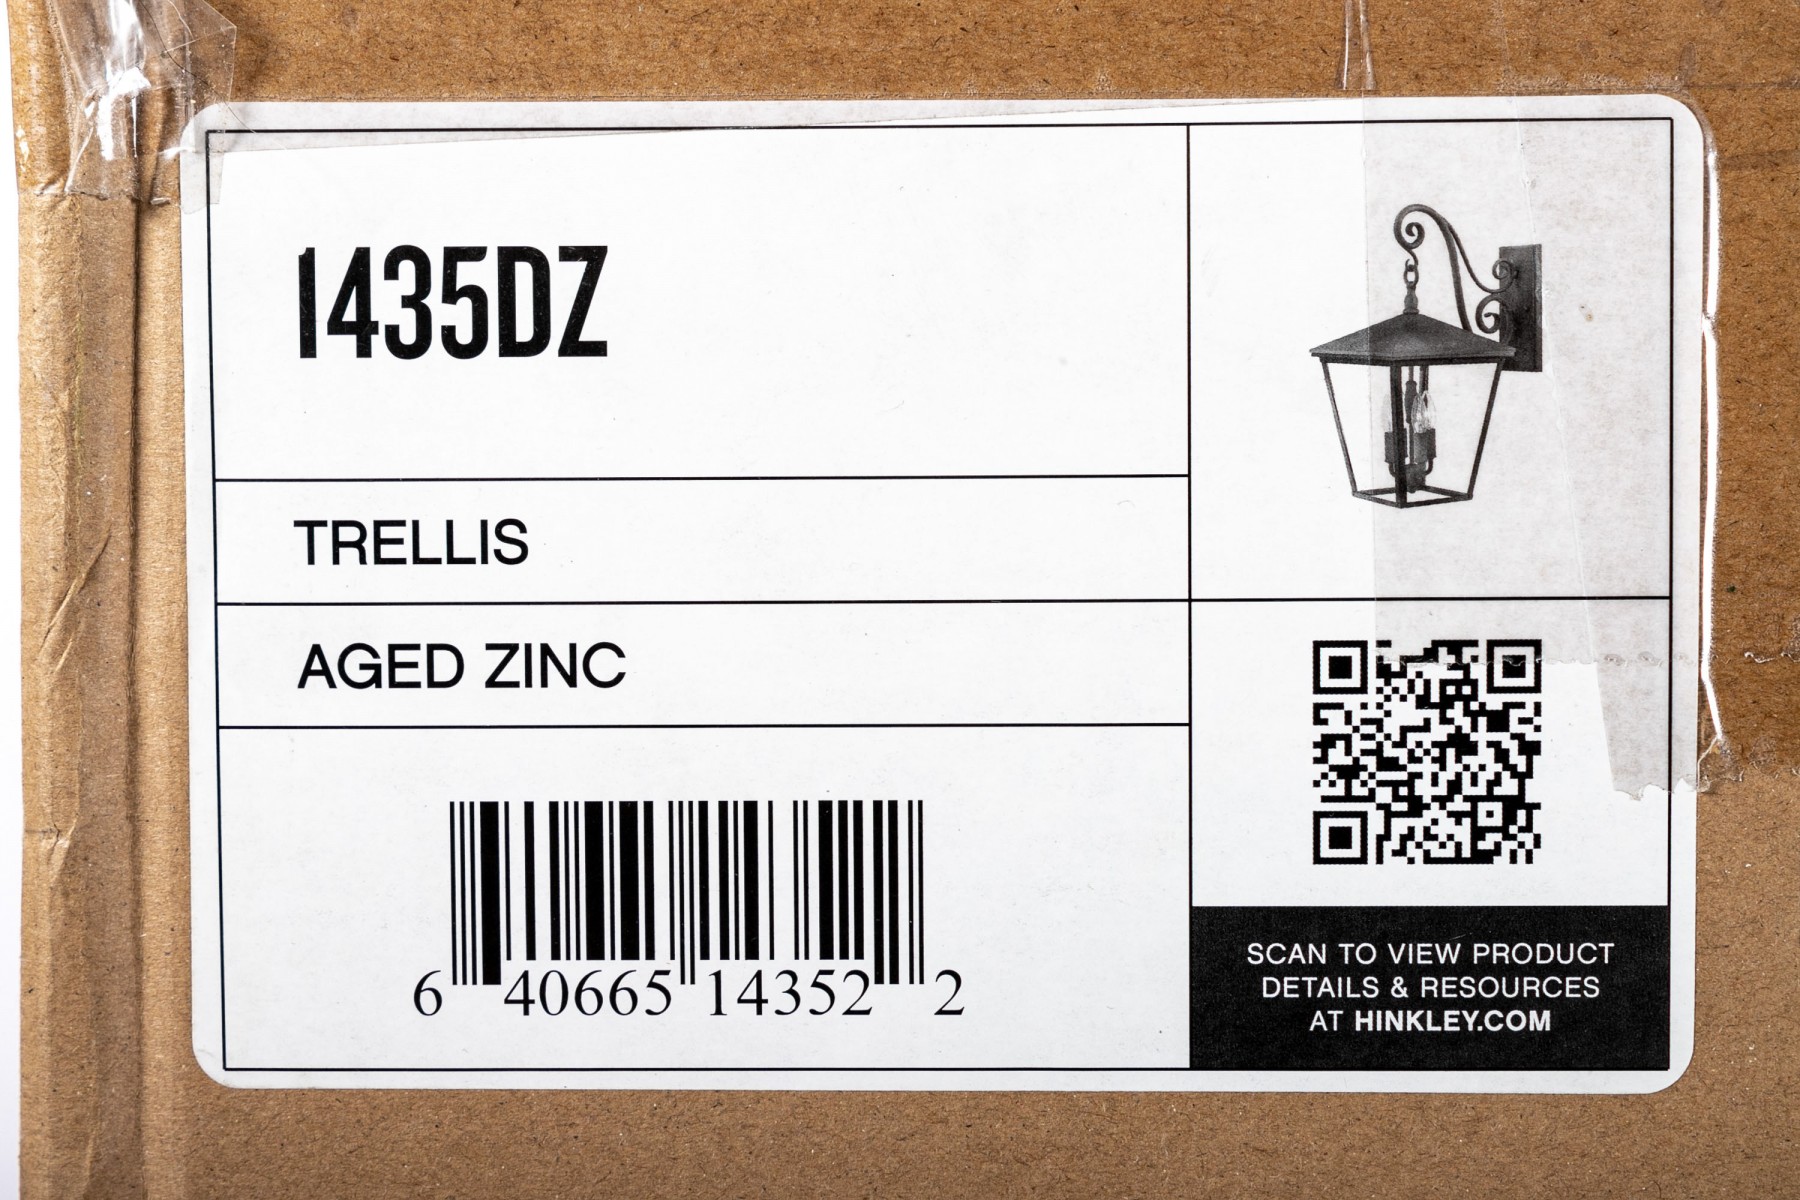 1435DZ
TRELLIS
AGED ZINC
6 40665 14352 2
SCAN TO VIEW PRODUCT
DETAILS & RESOURCES
AT HINKLEY.COM